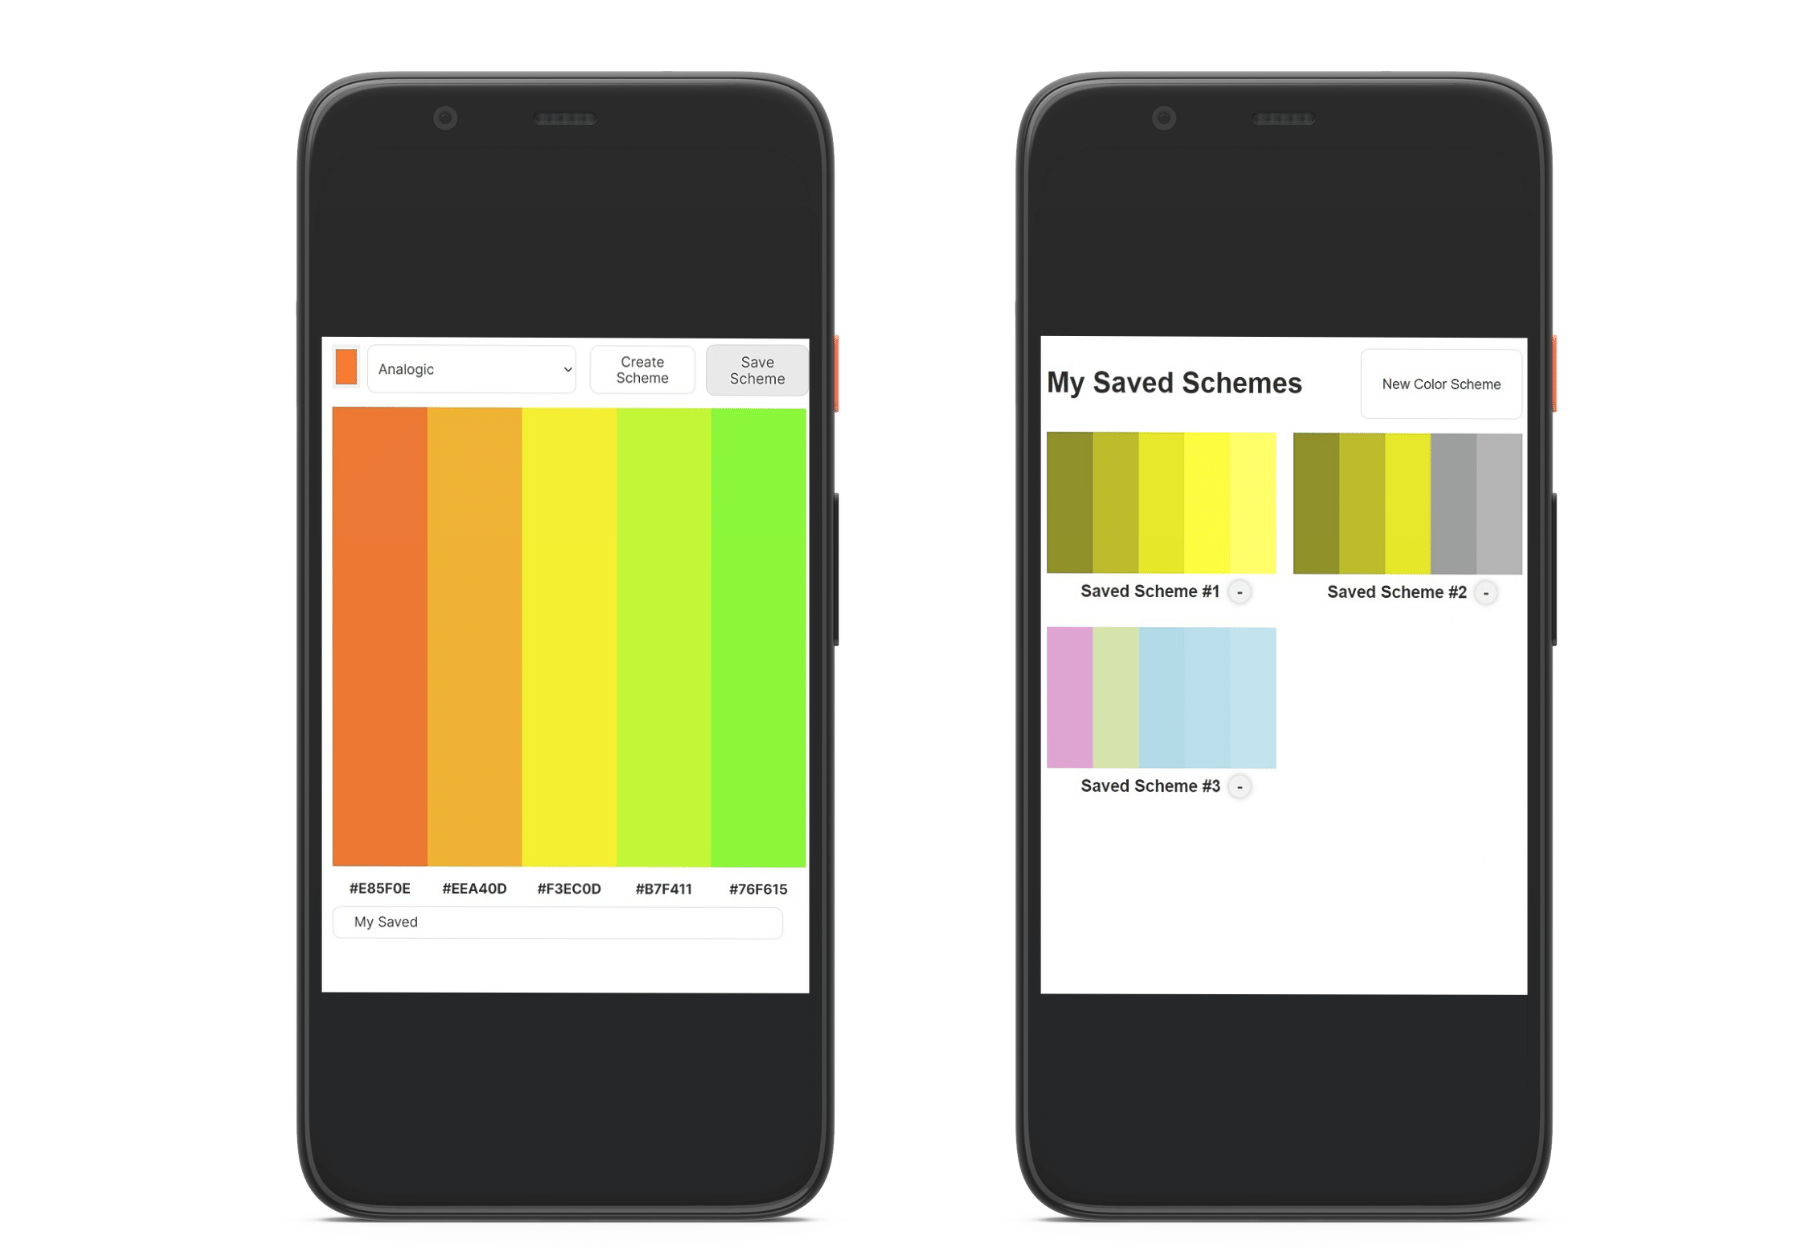 Analogic
Create
Scheme
Save
Scheme
#E85F0E #EEA40D #F3EC0D #B7F411 #76F615
My Saved
My Saved Schemes
New Color Scheme
Saved Scheme #1 -
Saved Scheme #2 -
Saved Scheme #3 -